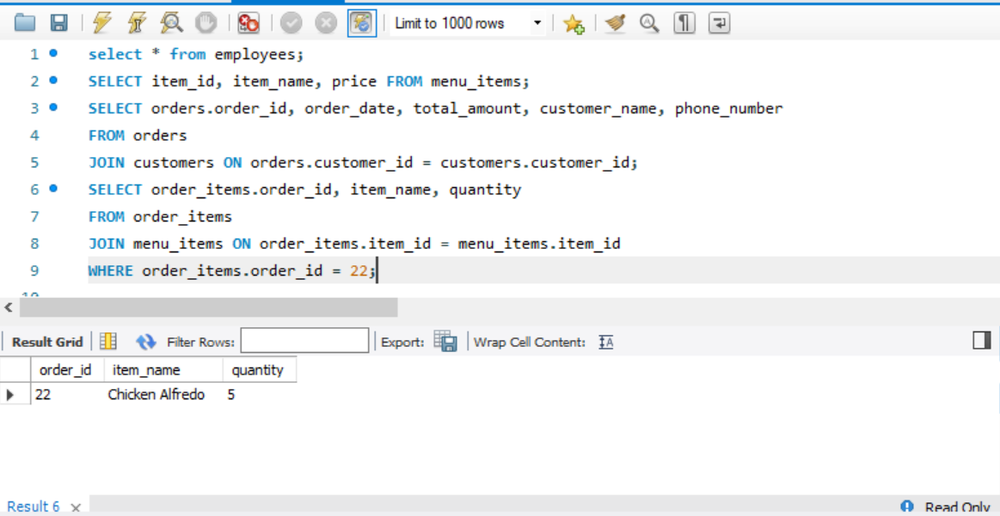 Limit to 1000 rows
1 select * from employees;
2 SELECT item_id, item_name, price FROM menu_items;
3 SELECT orders.order_id, order_date, total_amount, customer_name, phone_number
4 FROM orders
5 JOIN customers ON orders.customer_id = customers.customer_id;
6 SELECT order_items.order_id, item_name, quantity
7 FROM order_items
8 JOIN menu_items ON order_items.item_id = menu_items.item_id
9 WHERE order_items.order_id = 22;
10
Result Grid Filter Rows: Export: Wrap Cell Content:
order_id item_name quantity
22 Chicken Alfredo 5
Result 6 Read Only